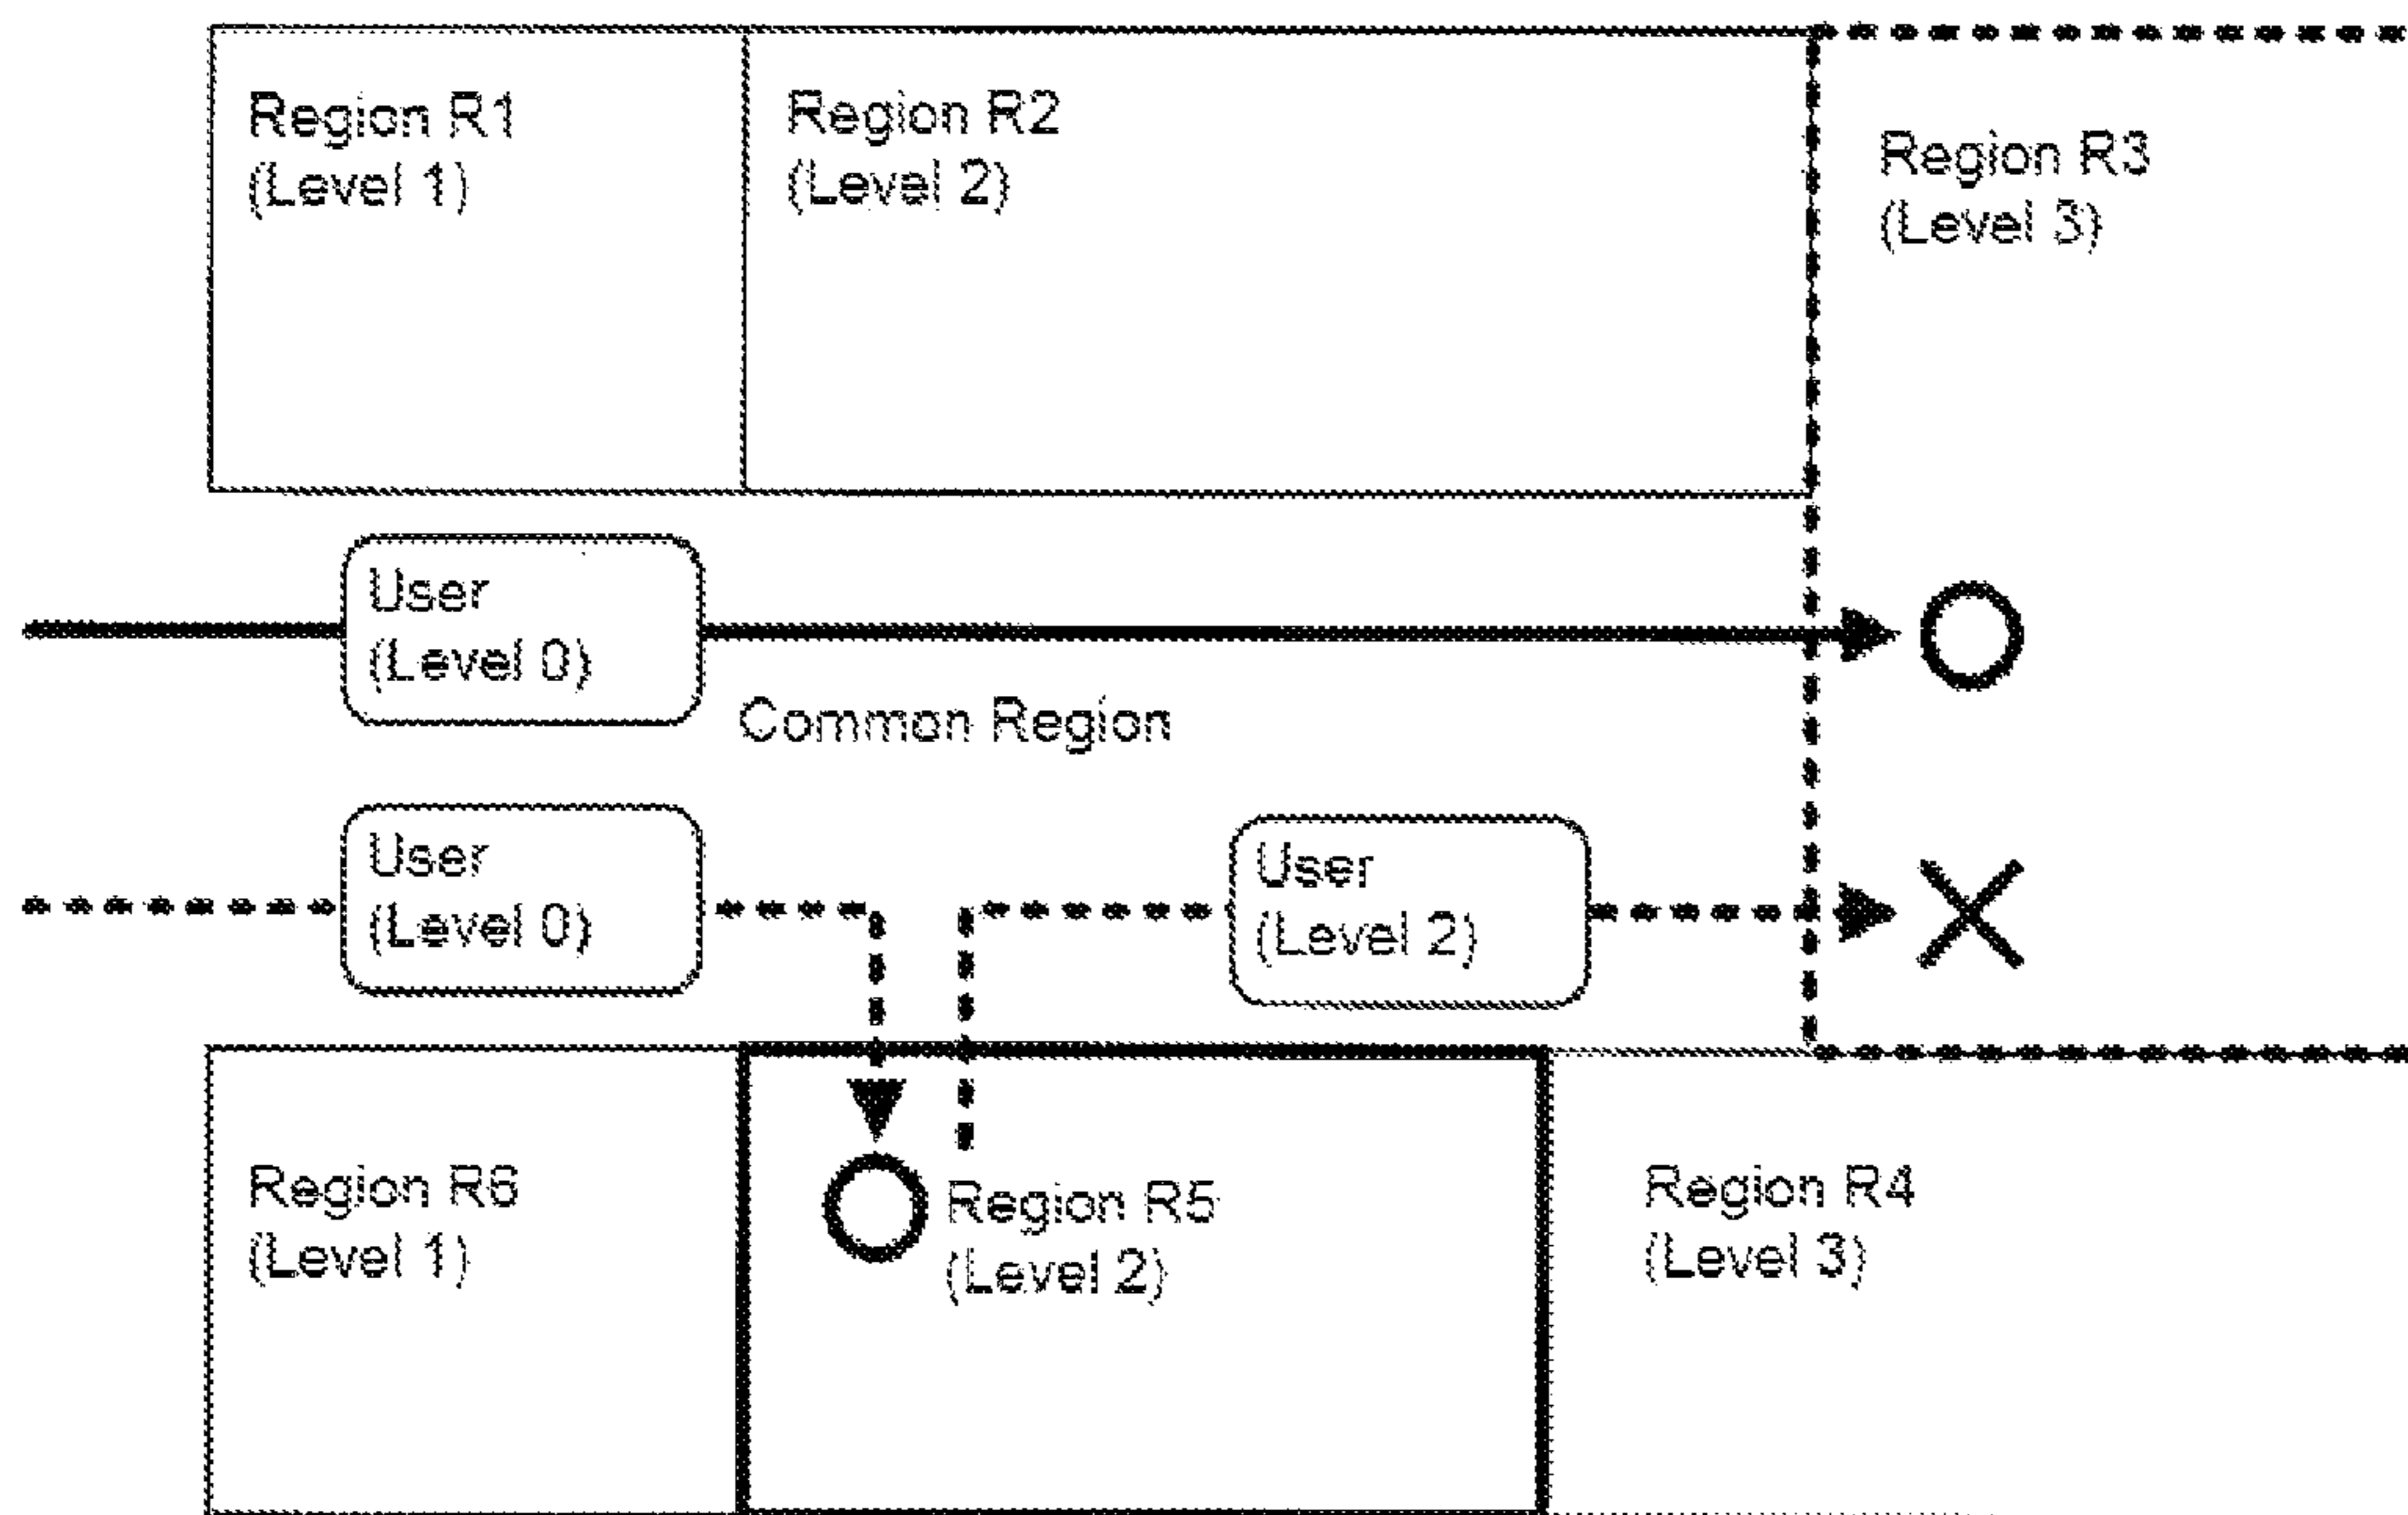 Region R1
(Level 1)
Region R2
(Level 2)
Region R3
(Level 3)
User
(Level 0)
Common Region
User
(Level 0)
User
(Level 2)
Region R6
(Level 1)
Region R5
(Level 2)
Region R4
(Level 3)